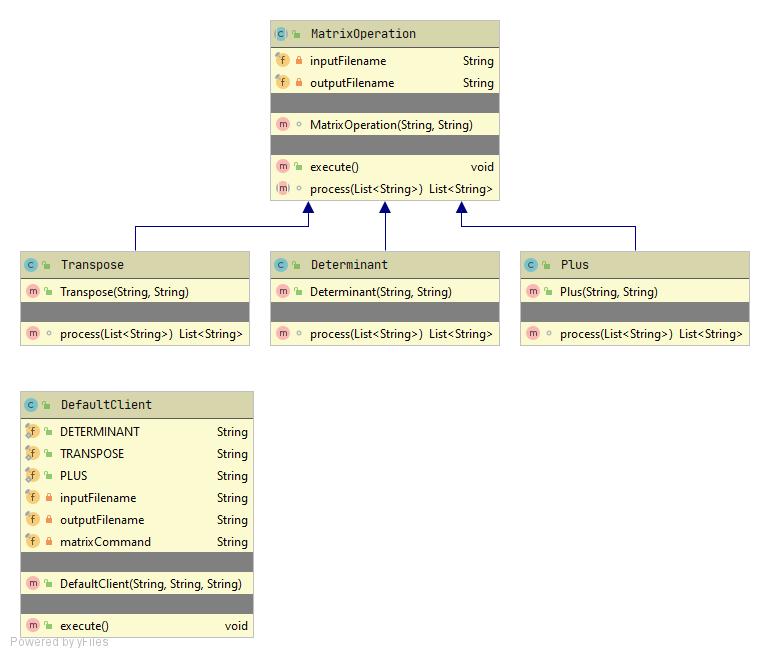 MatrixOperation
inputFilename String
outputFilename String
MatrixOperation(String, String)
execute() void
process(List<String>) List<String>
Transpose
Transpose(String, String)
process(List<String>) List<String>
Determinant
Determinant(String, String)
process(List<String>) List<String>
Plus
Plus(String, String)
process(List<String>) List<String>
DefaultClient
DETERMINANT String
TRANSPOSE String
PLUS String
inputFilename String
outputFilename String
matrixCommand String
DefaultClient(String, String, String)
execute() void
Powered by yFiles